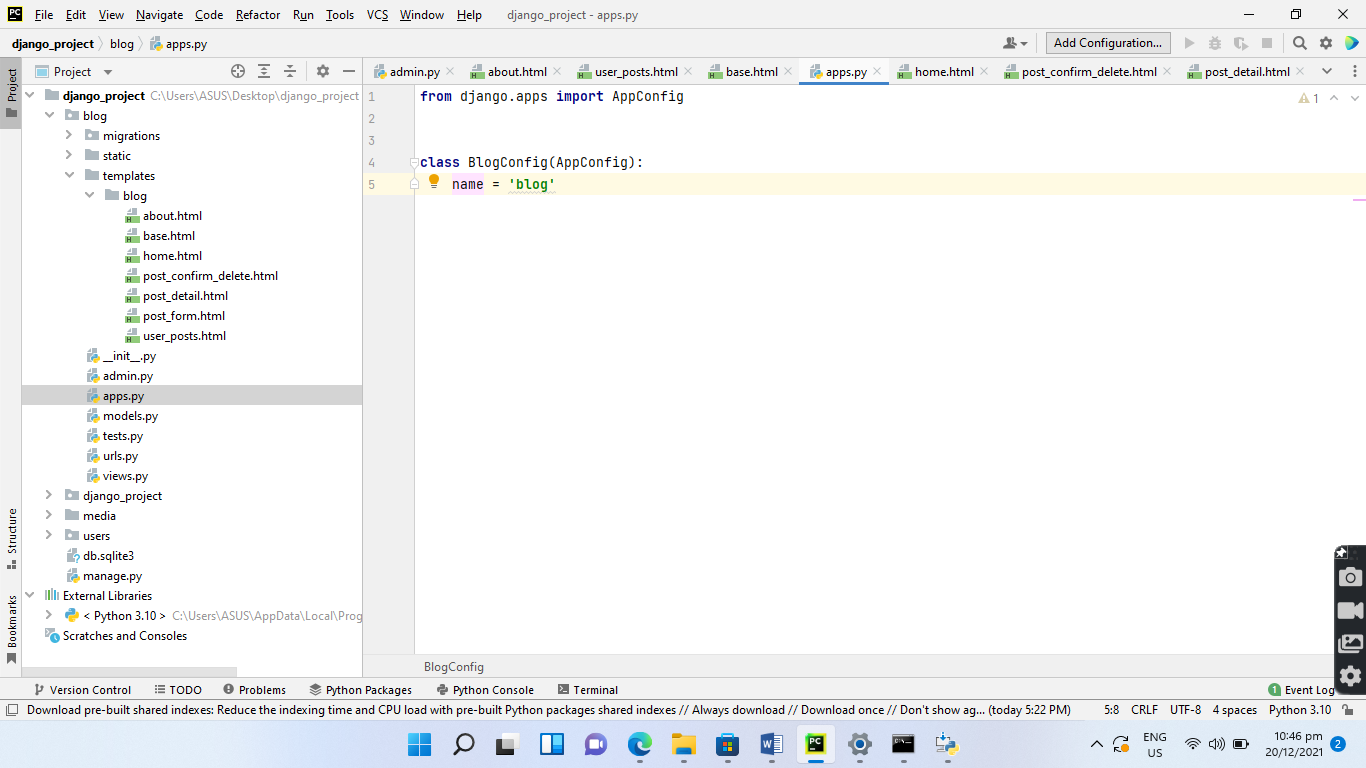 PC File Edit View Navigate Code Refactor Run Tools VCS Window Help django_project - apps.py
django_project blog apps.py Add Configuration...
Project
Project
admin.py about.html user_posts.html base.html apps.py home.html post_confirm_delete.html post_detail.html
django_project C:\Users\ASUS\Desktop\django_project
blog
migrations
static
templates
blog
about.html
base.html
home.html
post_confirm_delete.html
post_detail.html
post_form.html
user_posts.html
__init__.py
admin.py
apps.py
models.py
tests.py
urls.py
views.py
django_project
media
users
db.sqlite3
manage.py
External Libraries
< Python 3.10 > C:\Users\ASUS\AppData\Local\Prog
Scratches and Consoles
1 from django.apps import AppConfig
2
3
4 class BlogConfig(AppConfig):
5 name = 'blog'
1
BlogConfig
Structure
Bookmarks
Version Control TODO Problems Python Packages Python Console Terminal 1 Event Log
Download pre-built shared indexes: Reduce the indexing time and CPU load with pre-built Python packages shared indexes // Always download // Download once // Don't show ag... (today 5:22 PM) 5:8 CRLF UTF-8 4 spaces Python 3.10
W PC
ENG
US
10:46 pm
20/12/2021
2